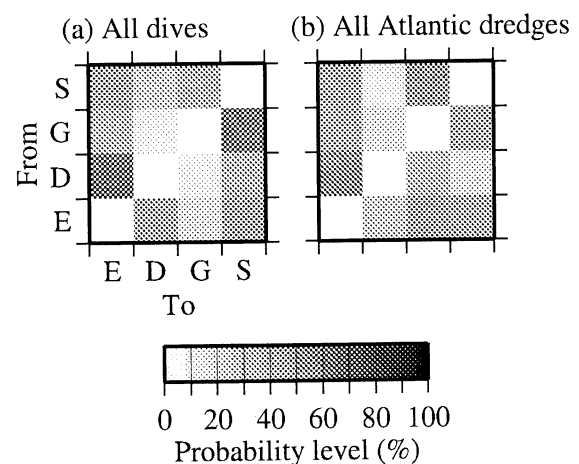 (a) All dives
(b) All Atlantic dredges
From
S
G
D
E
E D G S
To
0 20 40 60 80 100
Probability level (%)